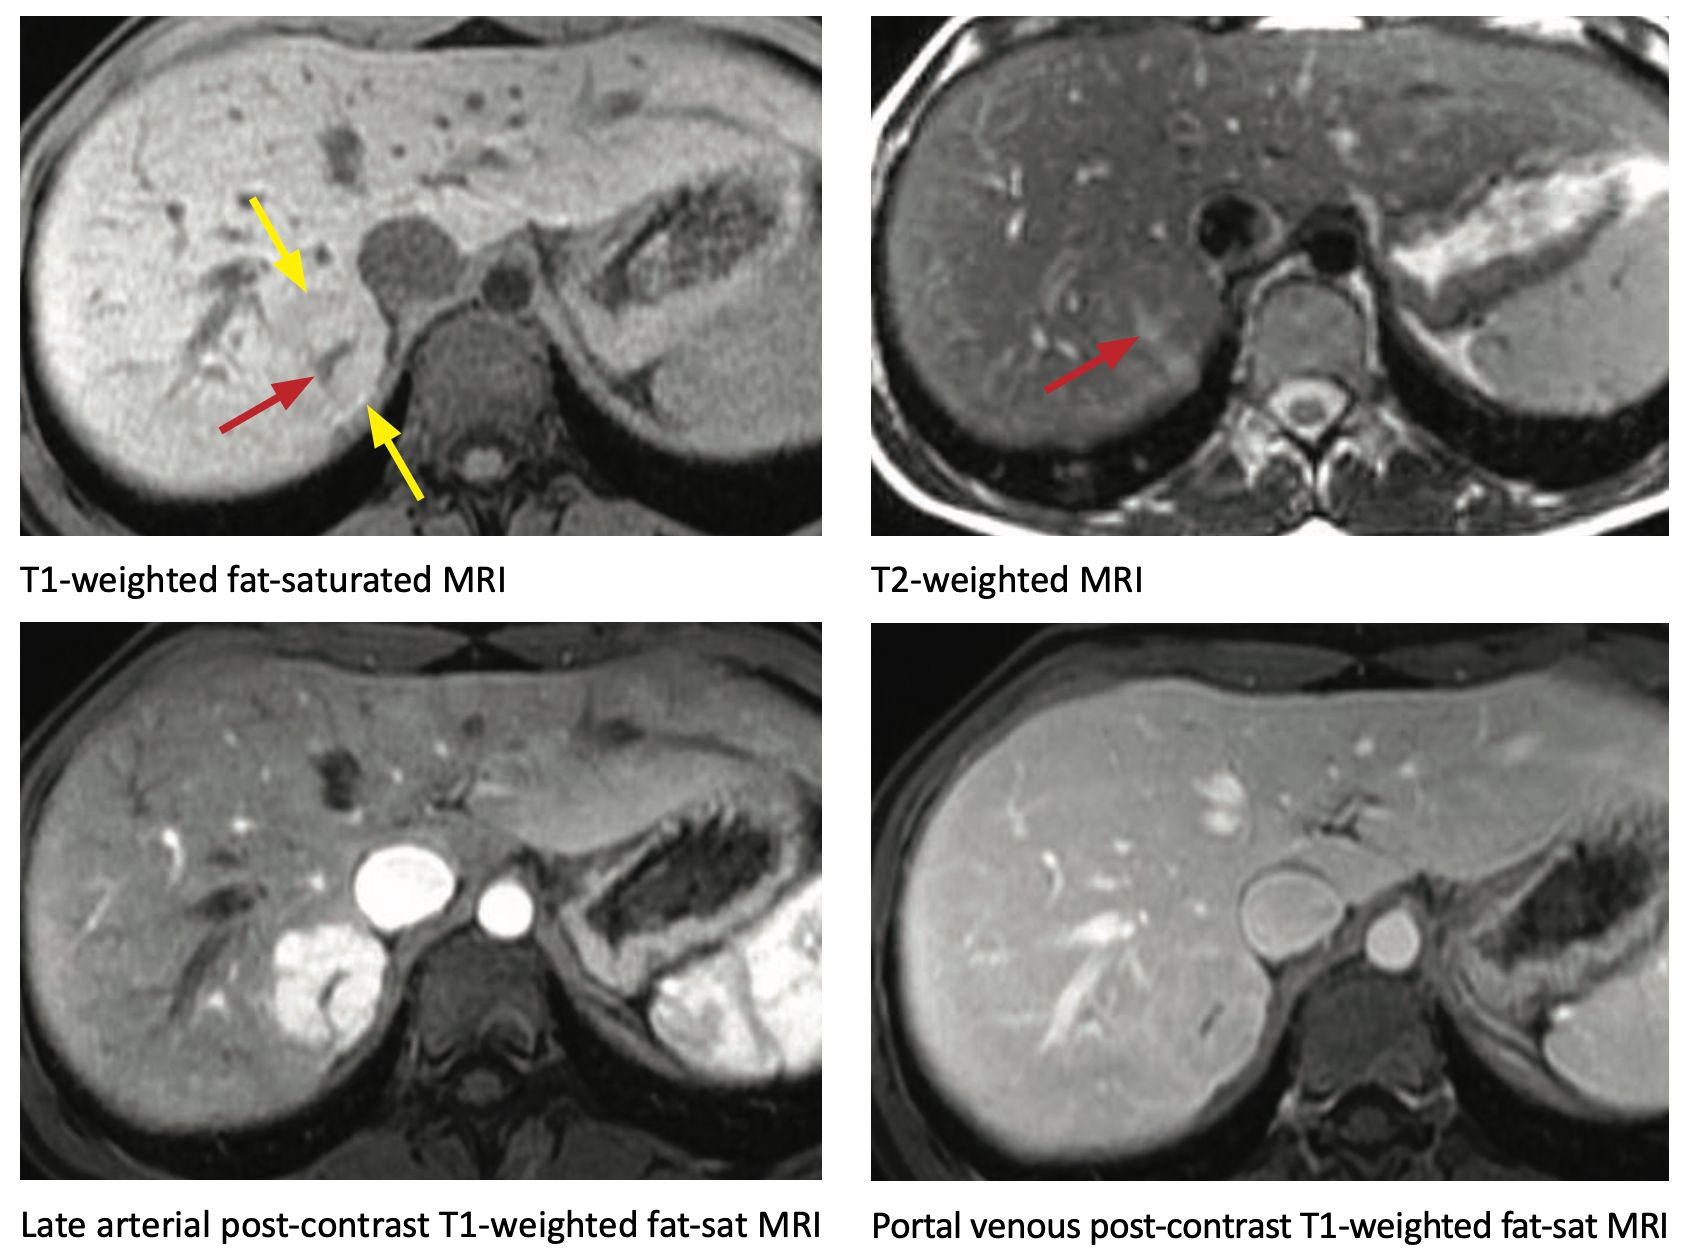 T1-weighted fat-saturated MRI
T2-weighted MRI
Late arterial post-contrast T1-weighted fat-sat MRI
Portal venous post-contrast T1-weighted fat-sat MRI